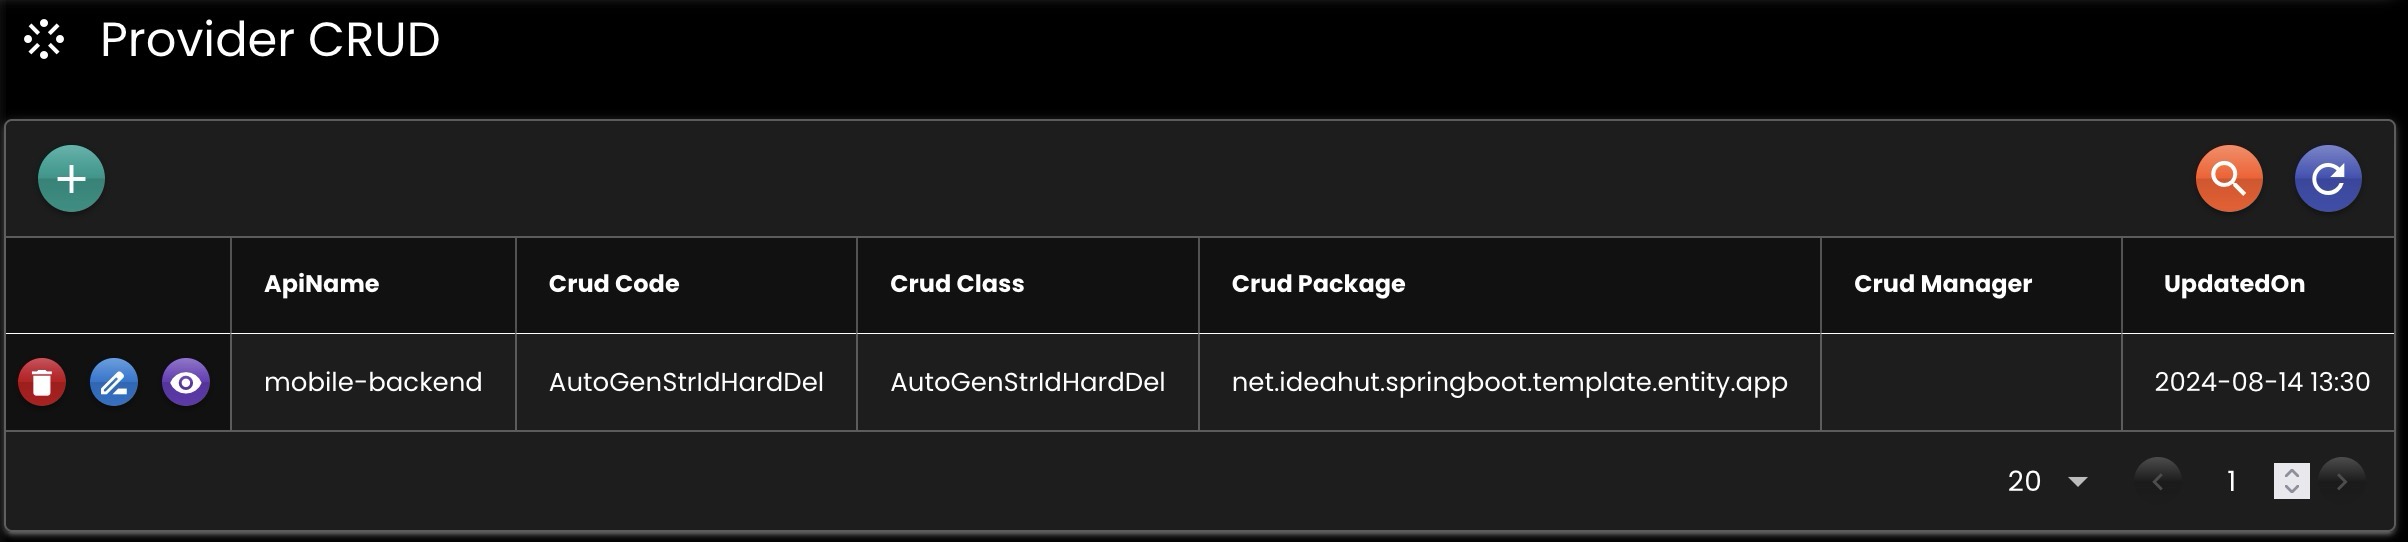 Provider CRUD
ApiName Crud Code Crud Class Crud Package Crud Manager UpdatedOn
mobile-backend AutoGenStrIdHardDel AutoGenStrIdHardDel net.ideahut.springboot.template.entity.app 2024-08-14 13:30
20 1